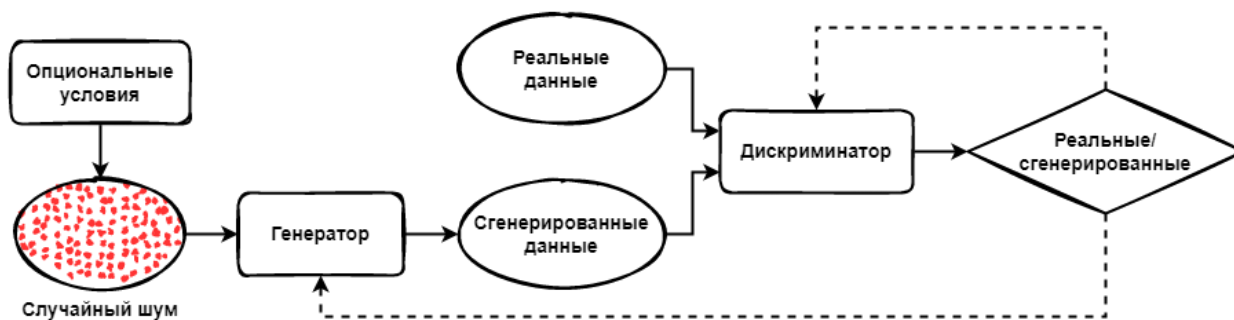 Опциональные
условия
Случайный шум
Генератор
Реальные
данные
Сгенерированные
данные
Дискриминатор
Реальные/
сгенерированные